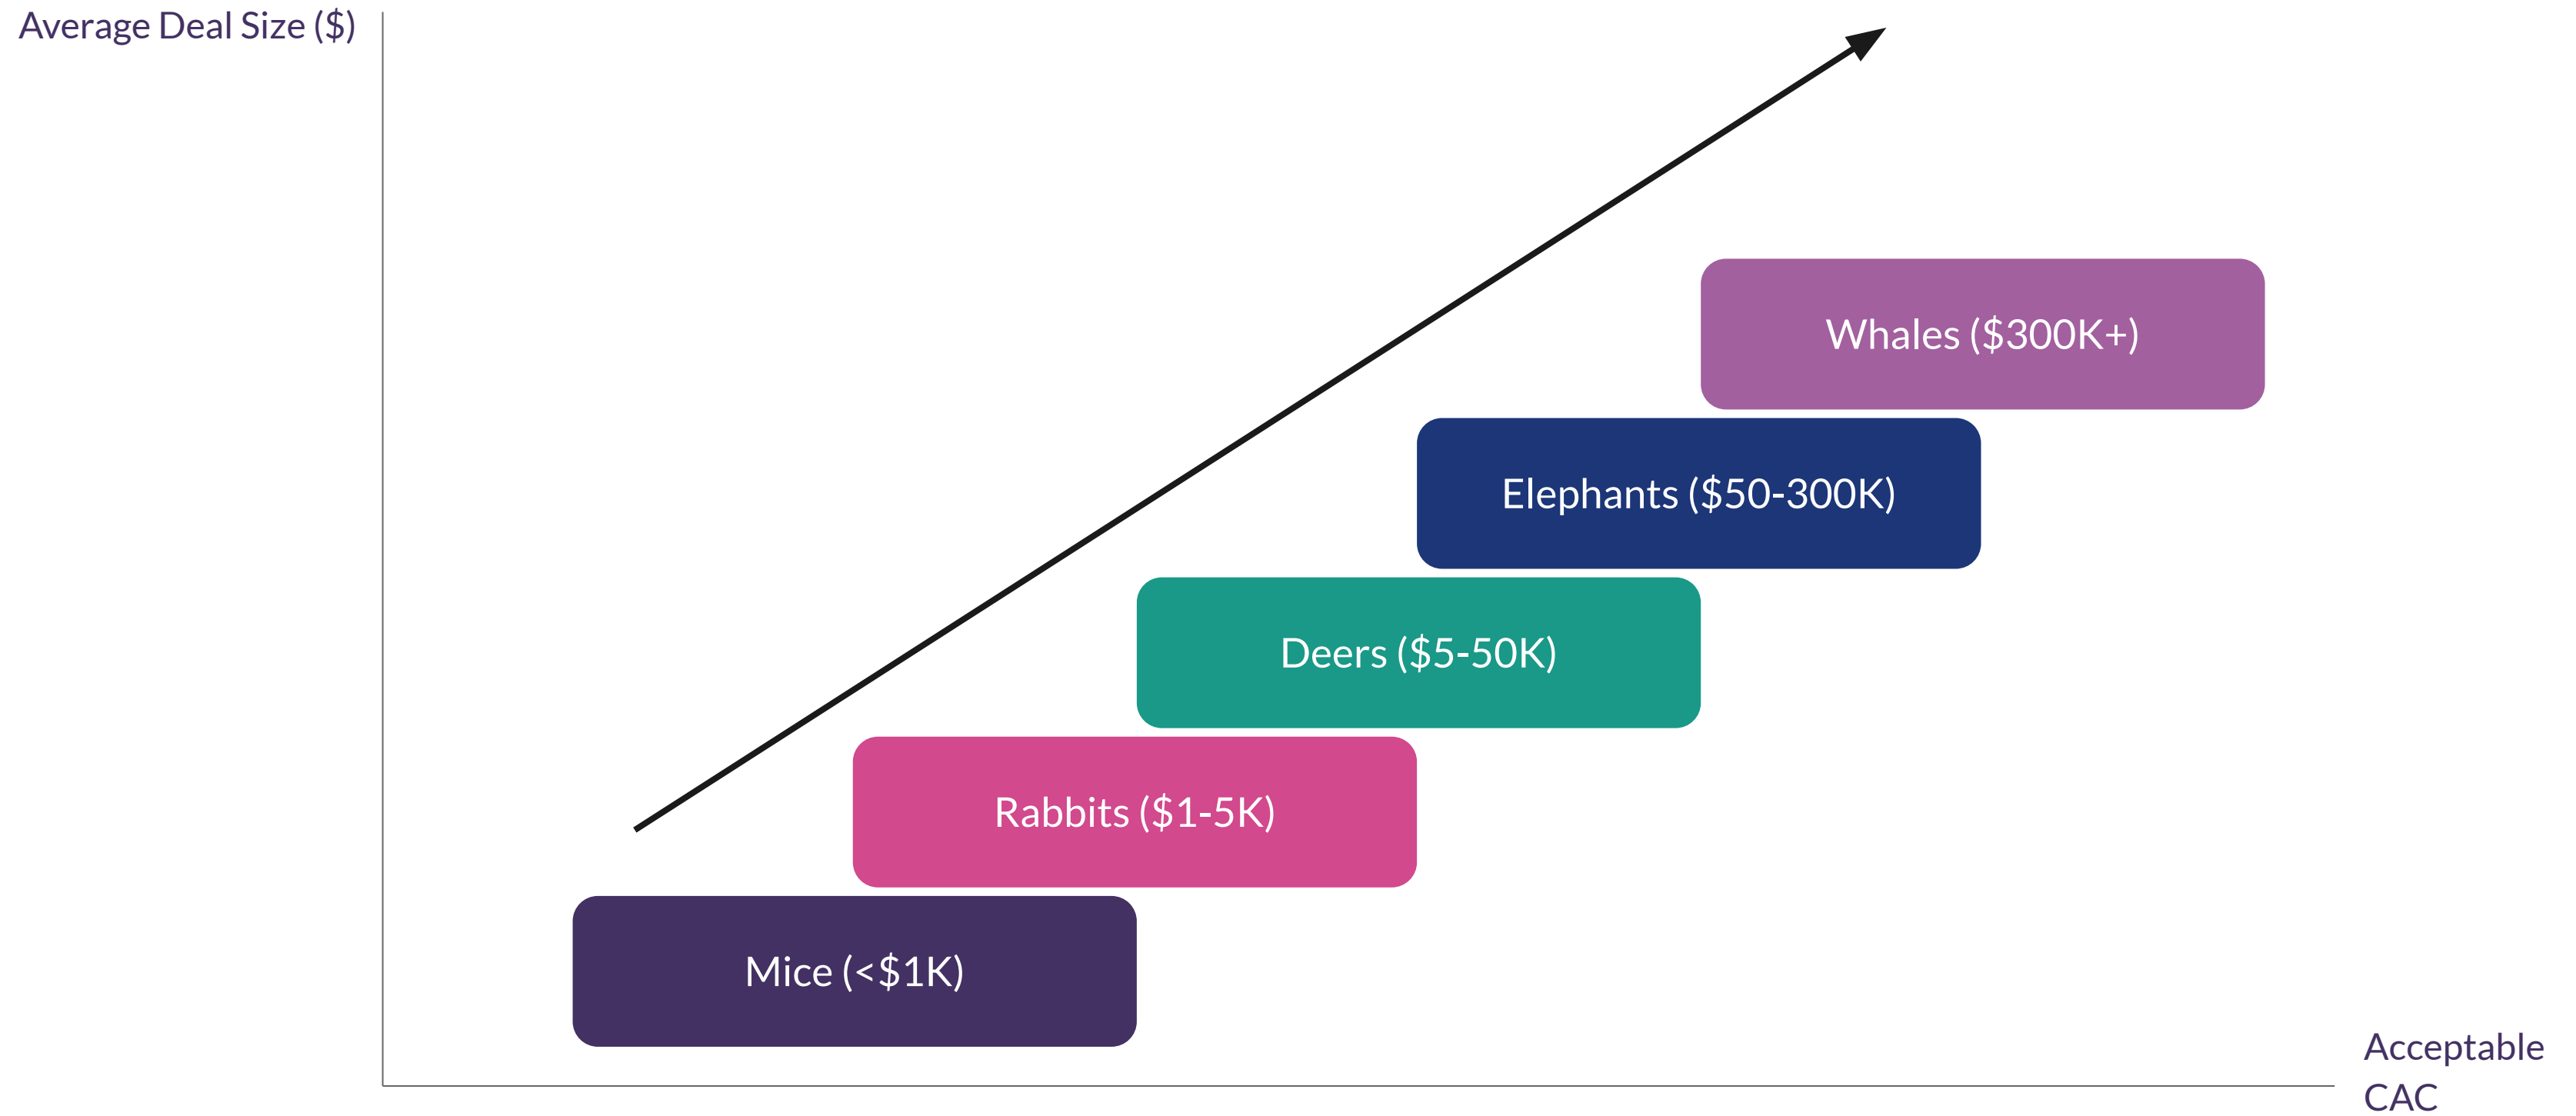 Average Deal Size ($)
Whales ($300K+)
Elephants ($50-300K)
Deers ($5-50K)
Rabbits ($1-5K)
Mice (<$1K)
Acceptable
CAC